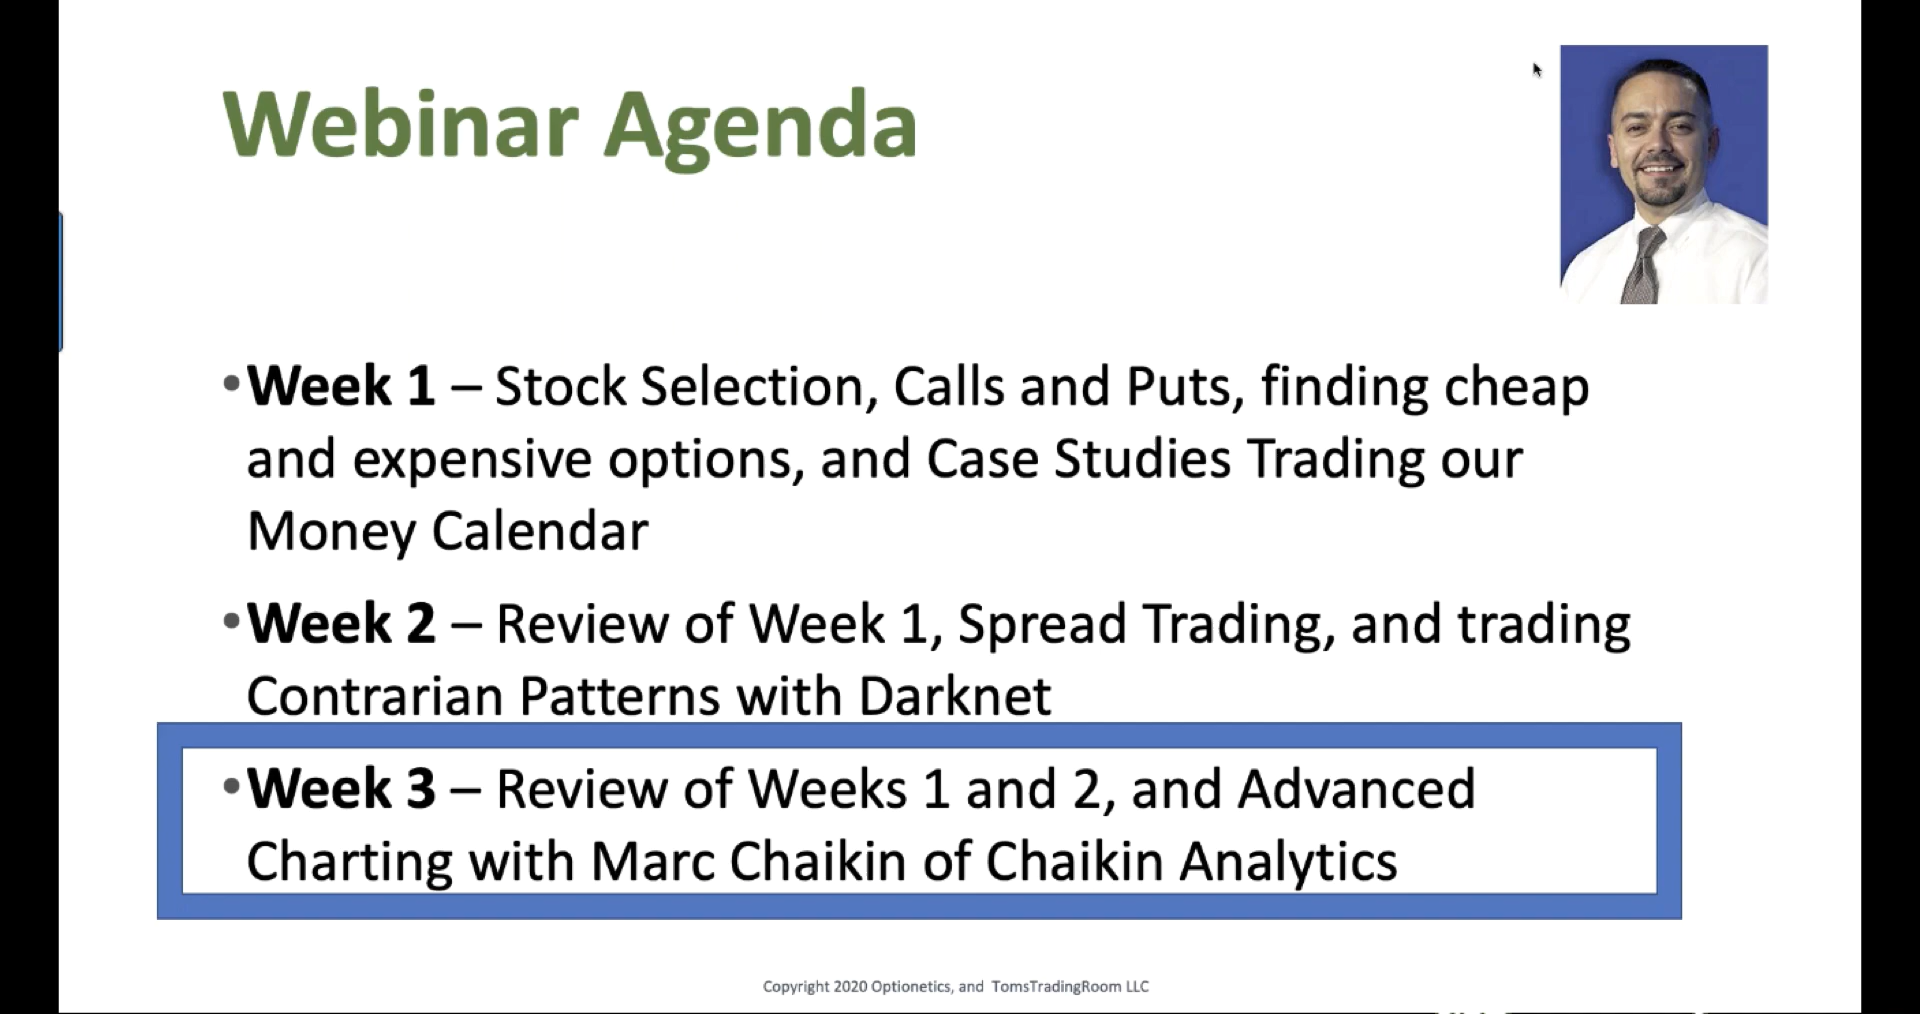 Webinar Agenda
•Week 1 – Stock Selection, Calls and Puts, finding cheap
and expensive options, and Case Studies Trading our
Money Calendar
•Week 2 – Review of Week 1, Spread Trading, and trading
Contrarian Patterns with Darknet
•Week 3 – Review of Weeks 1 and 2, and Advanced
Charting with Marc Chaikin of Chaikin Analytics
Copyright 2020 Optionetics, and TomsTradingRoom LLC